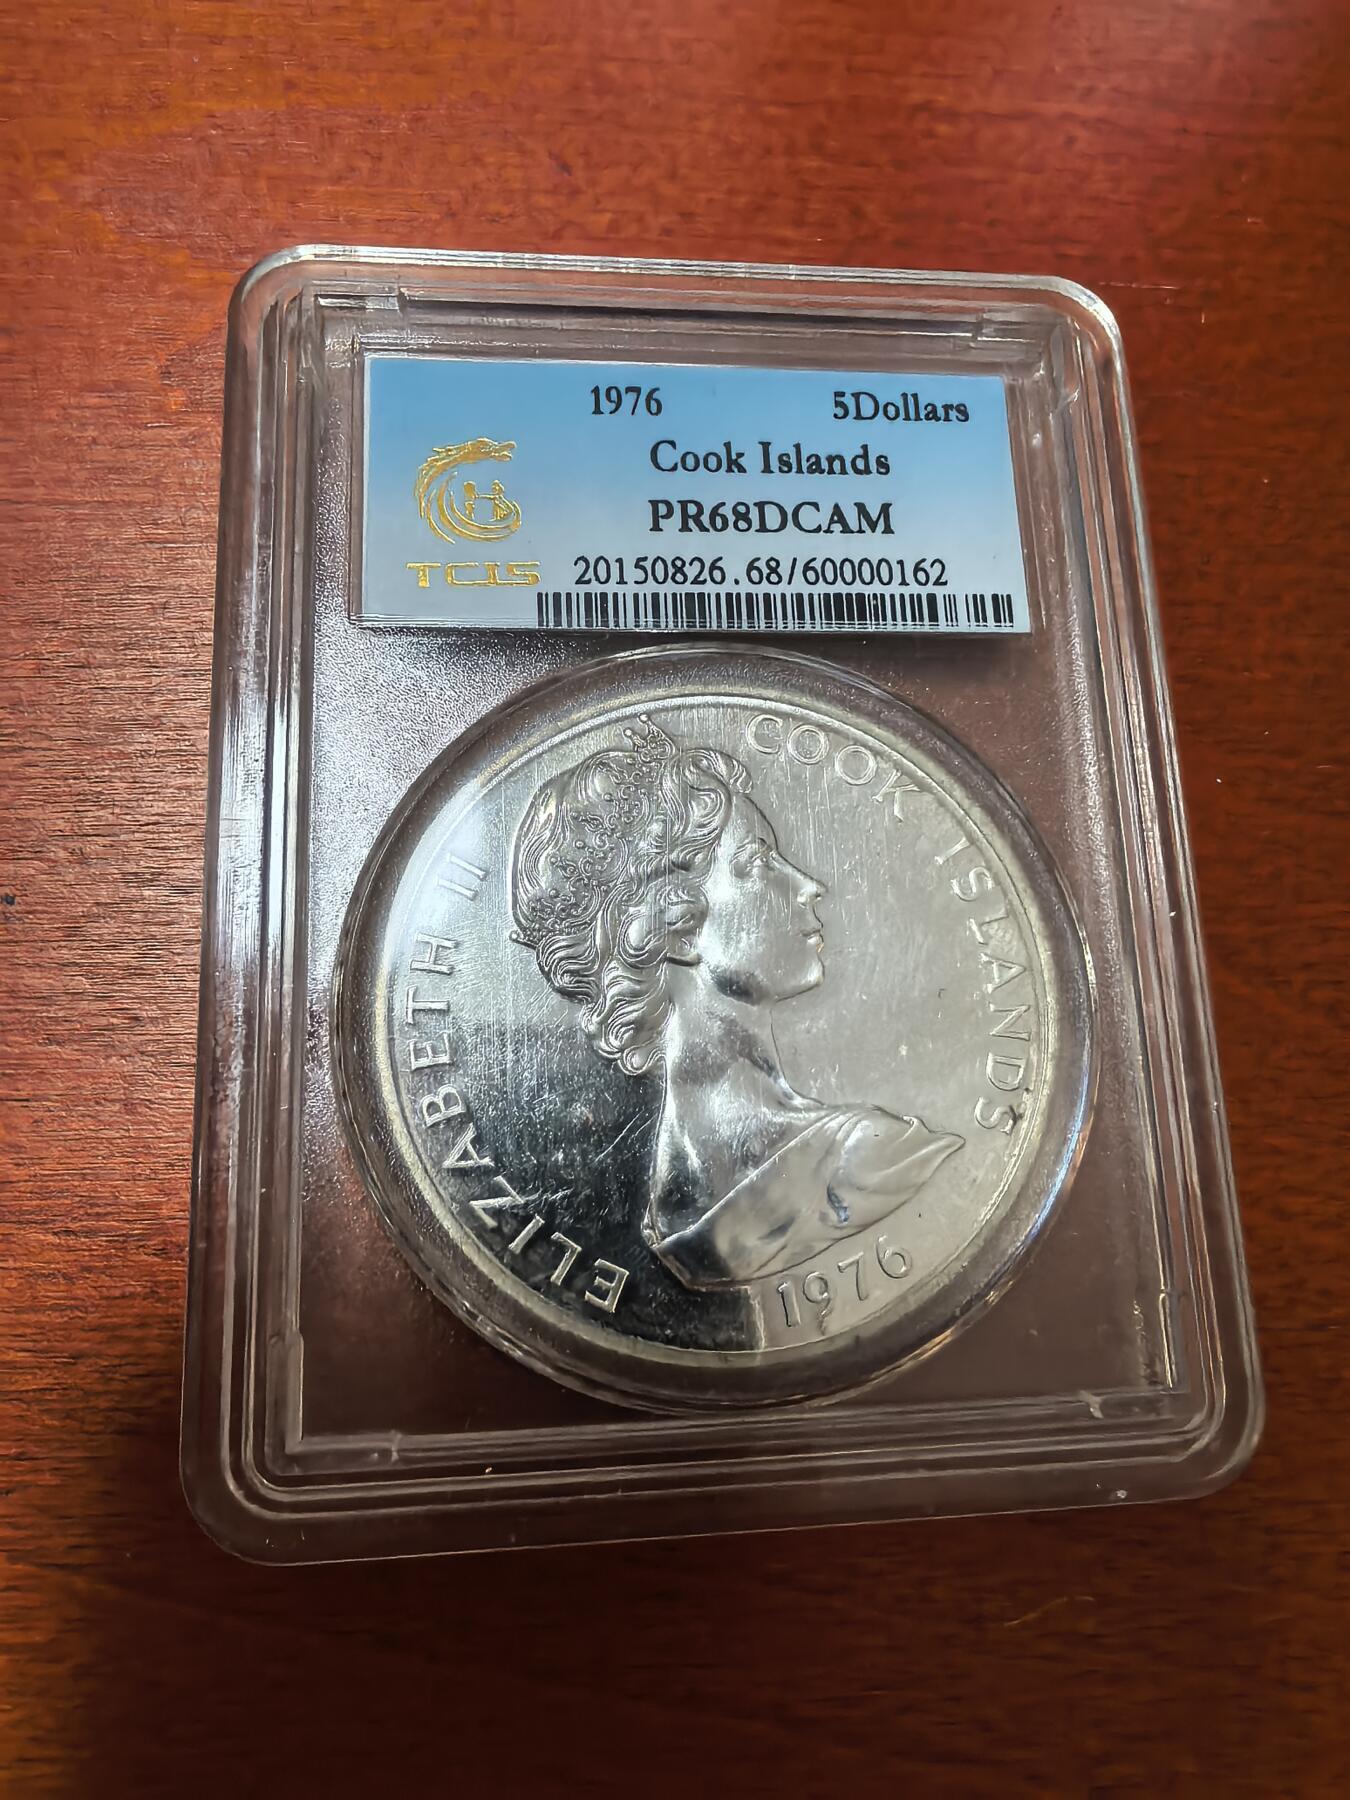 1976 5Dollars
Cook Islands
PR68DCAM
TCIS 20150826.68/60000162
ELIZABETH II COOK ISLANDS
1976